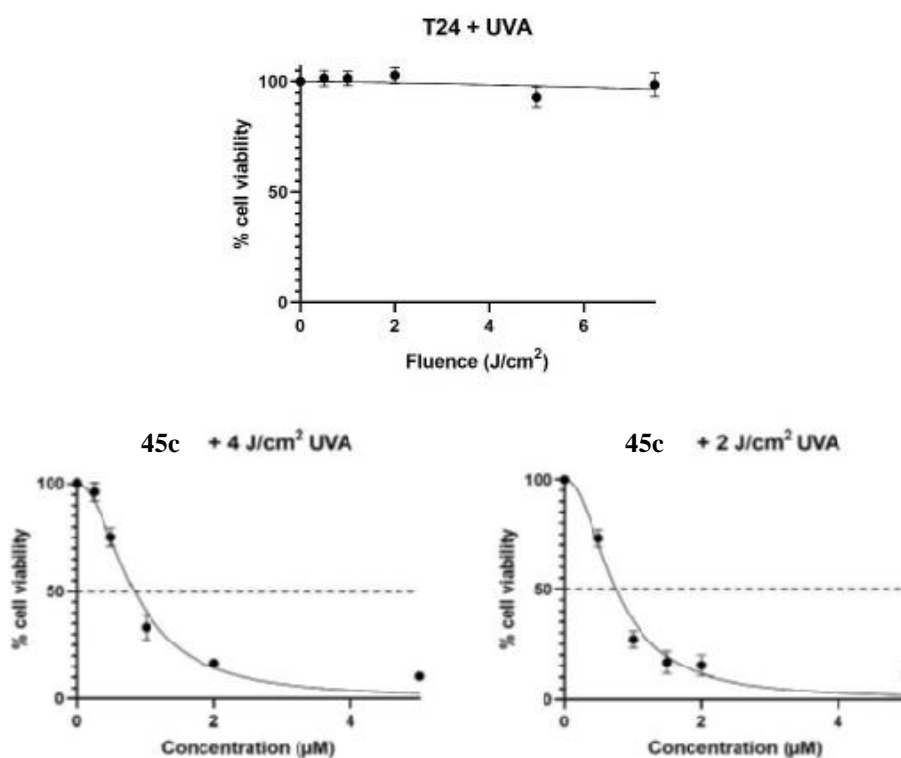 T24 + UVA
% cell viability
100
50
0
0 2 4 6
Fluence (J/cm²)
45c + 4 J/cm² UVA
% cell viability
100
50
0
0 2 4
Concentration (µM)
45c + 2 J/cm² UVA
% cell viability
100
50
0
0 2 4
Concentration (µM)